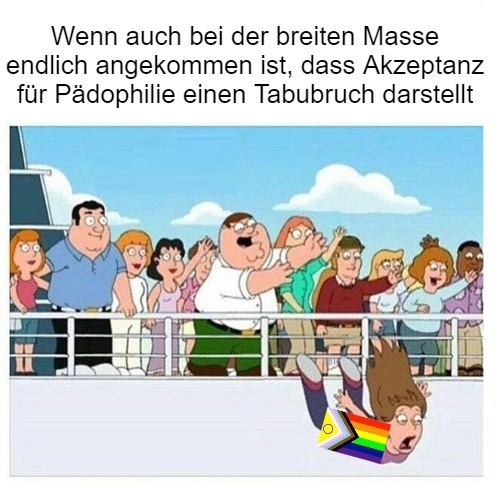 Wenn auch bei der breiten Masse
endlich angekommen ist, dass Akzeptanz
für Pädophilie einen Tabubruch darstellt